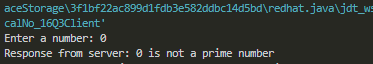 aceStorage\3f1bf22ac899d1fdb3e582ddbc14d5bd\redhat.java\jdt_ws
calNo_16Q3Client'
Enter a number: 0
Response from server: 0 is not a prime number